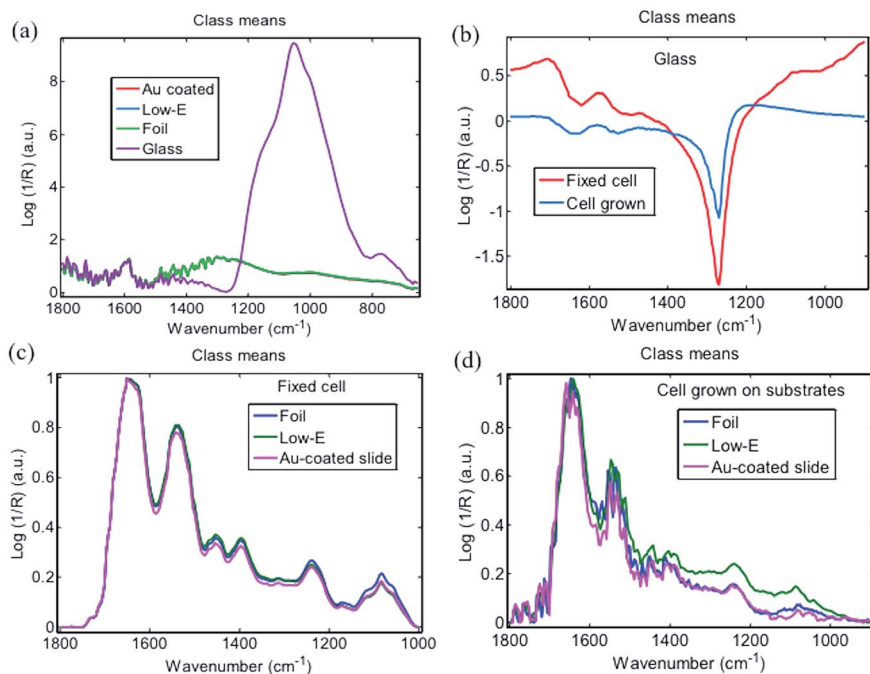 (a)
Class means
Log (1/R) (a.u.)
8
6
4
2
0
Au coated
Low-E
Foil
Glass
1800
1600
1400
1200
1000
800
Wavenumber (cm⁻¹)
(b)
Class means
Glass
Log (1/R) (a.u.)
0.5
0
-0.5
-1
-1.5
Fixed cell
Cell grown
1800
1600
1400
1200
1000
Wavenumber (cm⁻¹)
(c)
Class means
Fixed cell
Log (1/R) (a.u.)
1
0.8
0.6
0.4
0.2
0
Foil
Low-E
Au-coated slide
1800
1600
1400
1200
1000
Wavenumber (cm⁻¹)
(d)
Class means
Cell grown on substrates
Log (1/R) (a.u.)
1
0.8
0.6
0.4
0.2
0
Foil
Low-E
Au-coated slide
1800
1600
1400
1200
1000
Wavenumber (cm⁻¹)